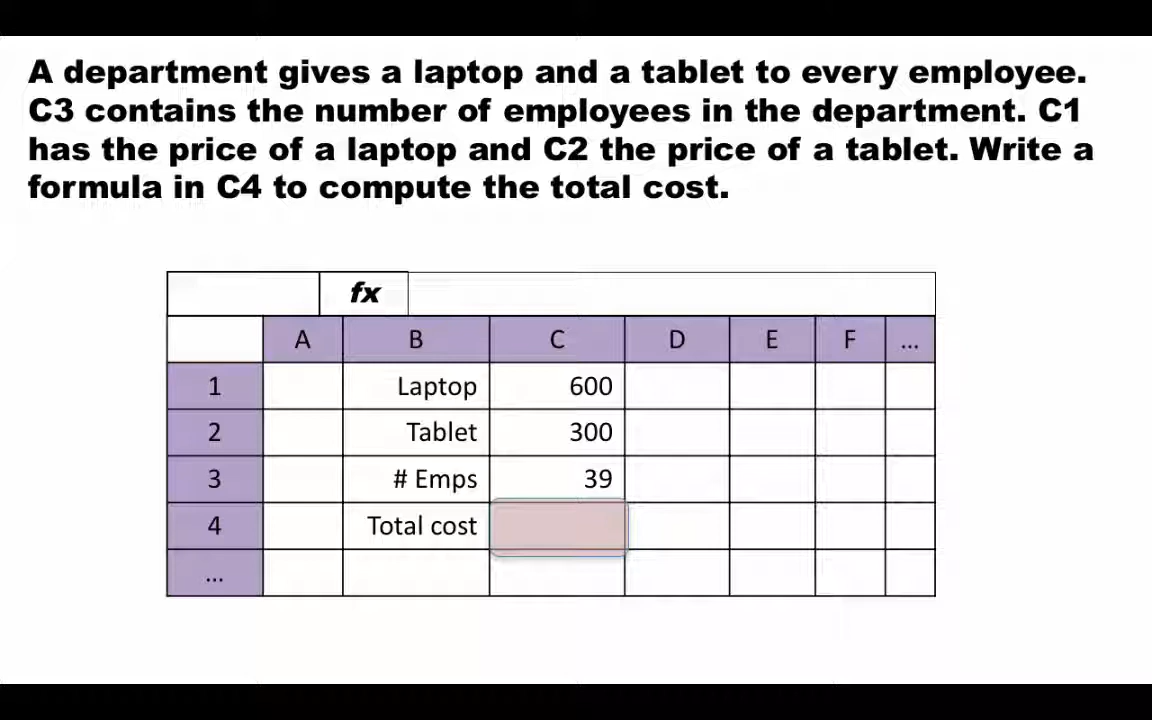 A department gives a laptop and a tablet to every employee.
C3 contains the number of employees in the department. C1
has the price of a laptop and C2 the price of a tablet. Write a
formula in C4 to compute the total cost.
fx
A B C D E F ...
1 Laptop 600
2 Tablet 300
3 # Emps 39
4 Total cost
...